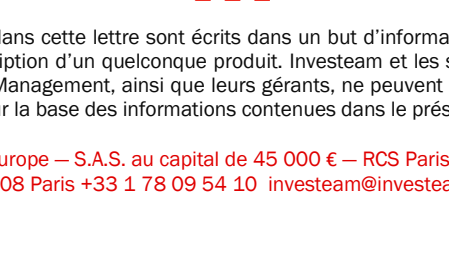 dans cette lettre sont écrits dans un but d'informa
iption d'un quelconque produit. Investeam et les s
Management, ainsi que leurs gérants, ne peuvent
ur la base des informations contenues dans le prés
urope — S.A.S. au capital de 45 000 € — RCS Paris
08 Paris +33 1 78 09 54 10 investeam@investea